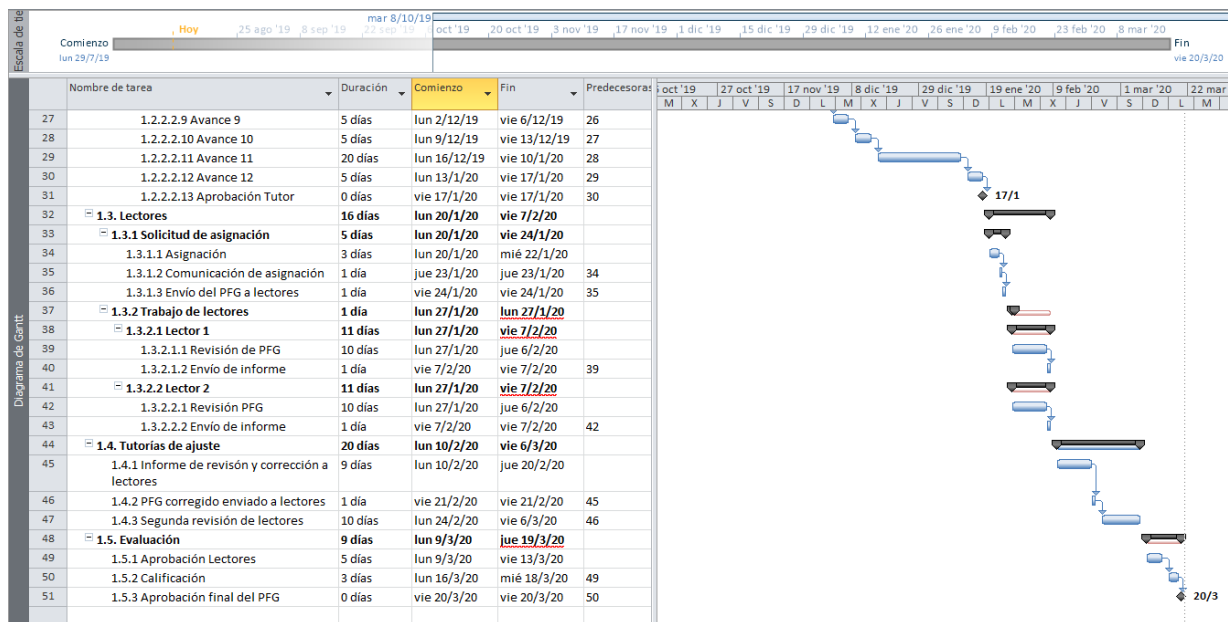 Escala de tie
mar 8/10/19
, Hoy 25 ago '19 8 sep '19 22 sep '19 oct '19 20 oct '19 3 nov '19 17 nov '19 1 dic '19 15 dic '19 29 dic '19 12 ene '20 26 ene '20 9 feb '20 23 feb '20 8 mar '20
Comienzo
lun 29/7/19
Fin
vie 20/3/20
Diagrama de Gantt
Nombre de tarea Duración Comienzo Fin Predecesoras
oct '19 27 oct '19 17 nov '19 8 dic '19 29 dic '19 19 ene '20 9 feb '20 1 mar '20 22 mar
M X J V S D L M X J V S D L M X J V S D L M
27 1.2.2.2.9 Avance 9 5 días lun 2/12/19 vie 6/12/19 26
28 1.2.2.2.10 Avance 10 5 días lun 9/12/19 vie 13/12/19 27
29 1.2.2.2.11 Avance 11 20 días lun 16/12/19 vie 10/1/20 28
30 1.2.2.2.12 Avance 12 5 días lun 13/1/20 vie 17/1/20 29
31 1.2.2.2.13 Aprobación Tutor 0 días vie 17/1/20 vie 17/1/20 30 17/1
32 1.3. Lectores 16 días lun 20/1/20 vie 7/2/20
33 1.3.1 Solicitud de asignación 5 días lun 20/1/20 vie 24/1/20
34 1.3.1.1 Asignación 3 días lun 20/1/20 mié 22/1/20
35 1.3.1.2 Comunicación de asignación 1 día jue 23/1/20 jue 23/1/20 34
36 1.3.1.3 Envío del PFG a lectores 1 día vie 24/1/20 vie 24/1/20 35
37 1.3.2 Trabajo de lectores 1 día lun 27/1/20 lun 27/1/20
38 1.3.2.1 Lector 1 11 días lun 27/1/20 vie 7/2/20
39 1.3.2.1.1 Revisión de PFG 10 días lun 27/1/20 jue 6/2/20
40 1.3.2.1.2 Envío de informe 1 día vie 7/2/20 vie 7/2/20 39
41 1.3.2.2 Lector 2 11 días lun 27/1/20 vie 7/2/20
42 1.3.2.2.1 Revisión PFG 10 días lun 27/1/20 jue 6/2/20
43 1.3.2.2.2 Envío de informe 1 día vie 7/2/20 vie 7/2/20 42
44 1.4. Tutorías de ajuste 20 días lun 10/2/20 vie 6/3/20
45 1.4.1 Informe de revisón y corrección a 9 días lun 10/2/20 jue 20/2/20
lectores
46 1.4.2 PFG corregido enviado a lectores 1 día vie 21/2/20 vie 21/2/20 45
47 1.4.3 Segunda revisión de lectores 10 días lun 24/2/20 vie 6/3/20 46
48 1.5. Evaluación 9 días lun 9/3/20 jue 19/3/20
49 1.5.1 Aprobación Lectores 5 días lun 9/3/20 vie 13/3/20
50 1.5.2 Calificación 3 días lun 16/3/20 mié 18/3/20 49
51 1.5.3 Aprobación final del PFG 0 días vie 20/3/20 vie 20/3/20 50 20/3